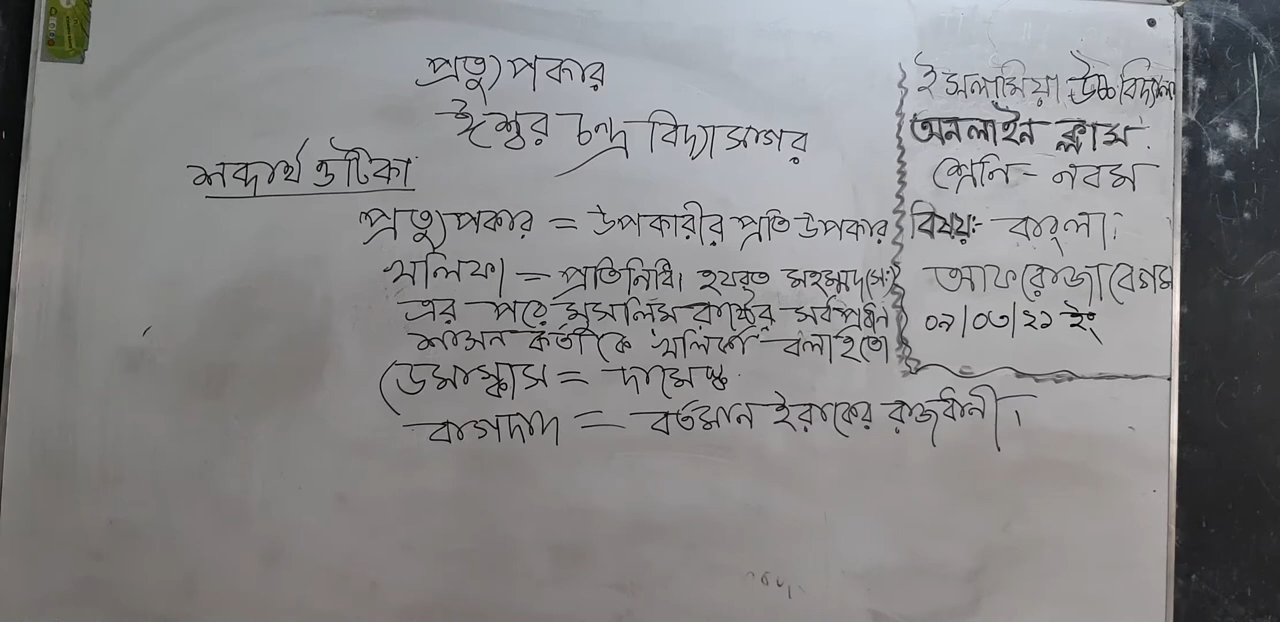 প্রত্যুপকার
ঈশ্বর চন্দ্র বিদ্যাসাগর
শব্দার্থ ও টিকা
প্রত্যুপকার = উপকারীর প্রতি উপকার
খলিফা = প্রতিনিধি। হযরত মহম্মদ (সঃ)
এর পরে মুসলিম রাষ্ট্রের সর্বপ্রধান
শাসন কর্তাকে খলিফা বলা হতো
ডেমাস্কাস = দামেস্ক
বাগদাদ = বর্তমান ইরাকের রাজধানী।
ইসলামিয়া উচ্চ বিদ্যালয়
অনলাইন ক্লাস
শ্রেনি - নবম
বিষয়:- বাংলা।
আফরোজা বেগম
০৯/০৩/২১ ইং